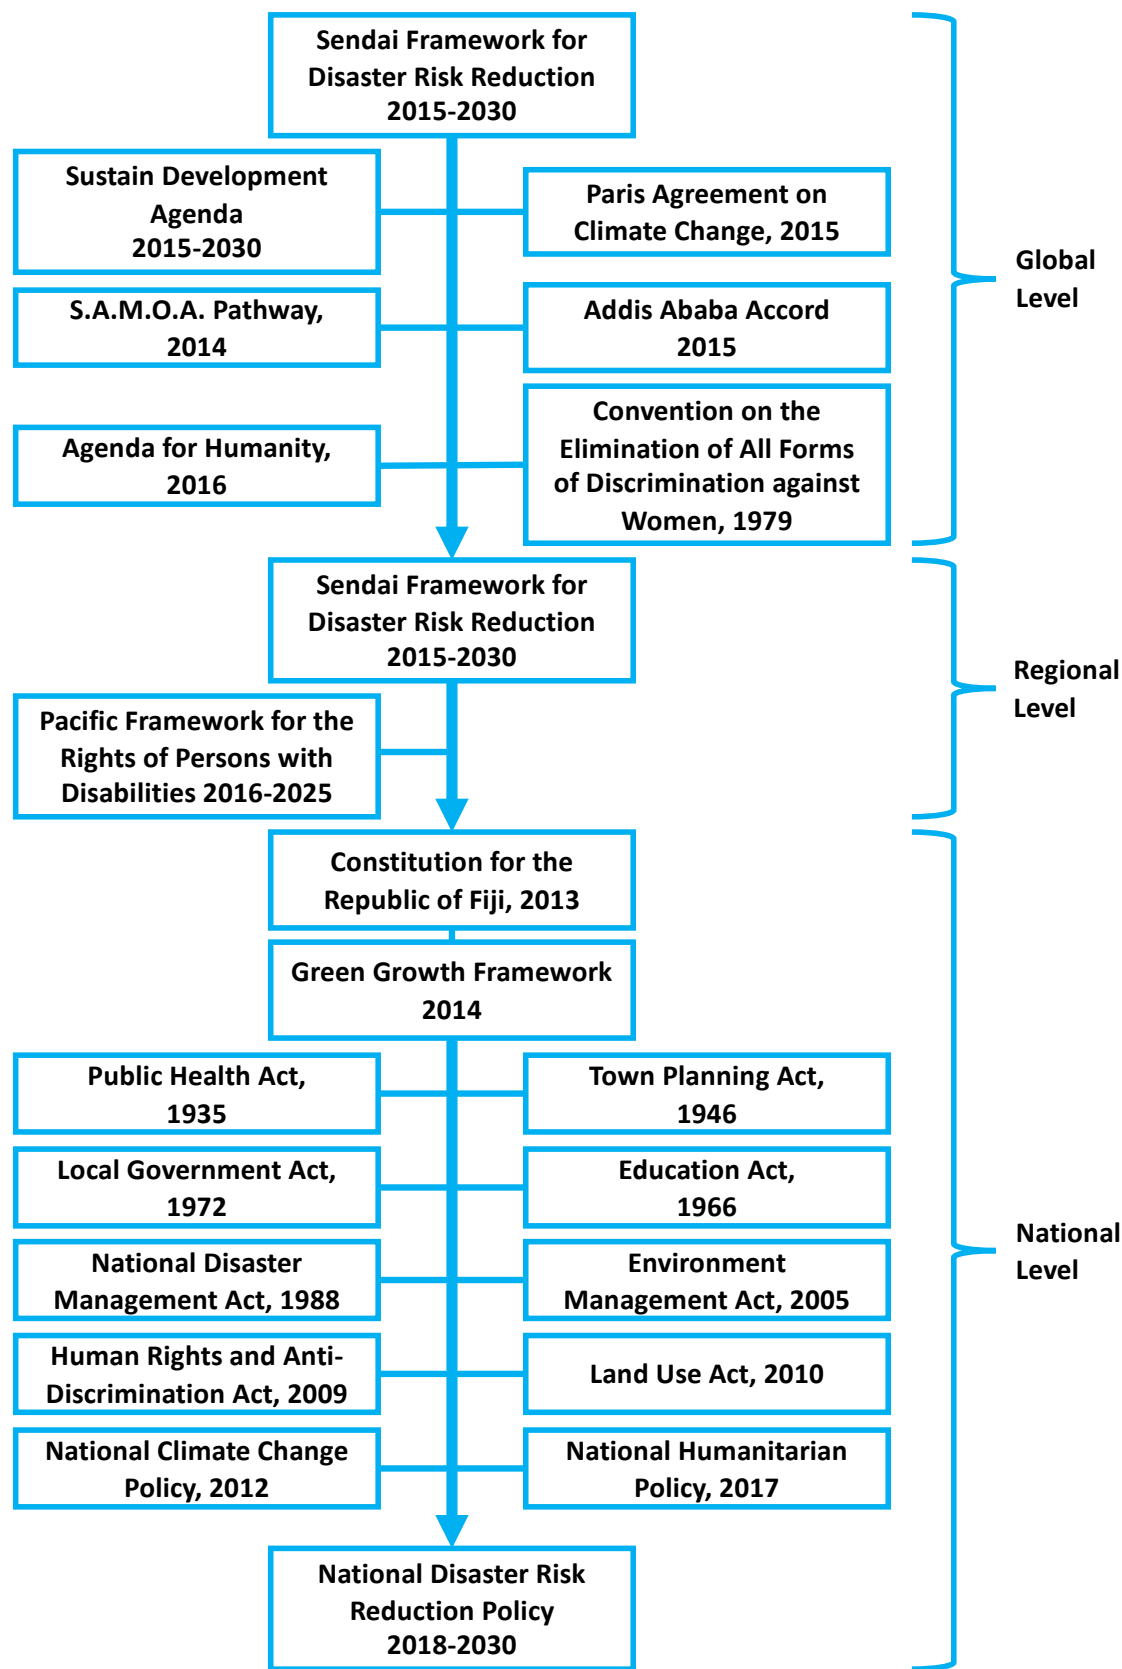 Sendai Framework for
Disaster Risk Reduction
2015-2030
Sustain Development
Agenda
2015-2030
Paris Agreement on
Climate Change, 2015
S.A.M.O.A. Pathway,
2014
Addis Ababa Accord
2015
Agenda for Humanity,
2016
Convention on the
Elimination of All Forms
of Discrimination against
Women, 1979
Global
Level
Sendai Framework for
Disaster Risk Reduction
2015-2030
Pacific Framework for the
Rights of Persons with
Disabilities 2016-2025
Regional
Level
Constitution for the
Republic of Fiji, 2013
Green Growth Framework
2014
Public Health Act,
1935
Town Planning Act,
1946
Local Government Act,
1972
Education Act,
1966
National Disaster
Management Act, 1988
Environment
Management Act, 2005
Human Rights and Anti-
Discrimination Act, 2009
Land Use Act, 2010
National Climate Change
Policy, 2012
National Humanitarian
Policy, 2017
National Disaster Risk
Reduction Policy
2018-2030
National
Level